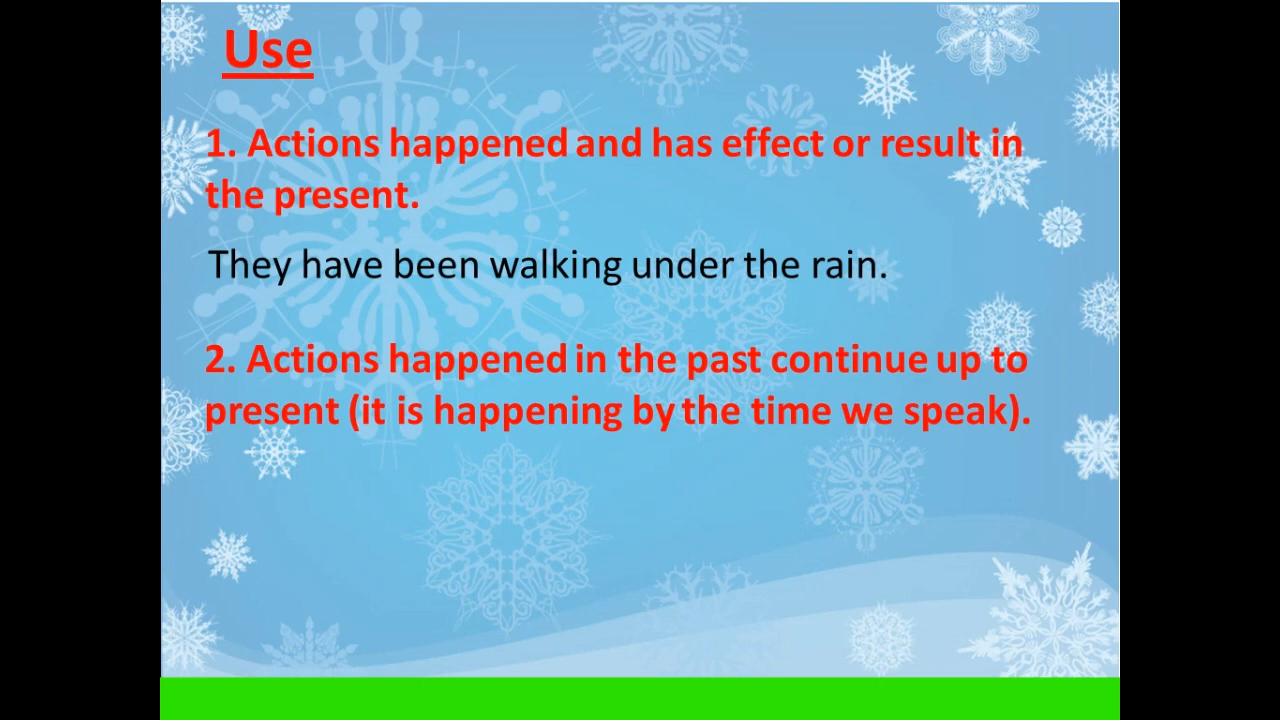 Use
1. Actions happened and has effect or result in
the present.
They have been walking under the rain.
2. Actions happened in the past continue up to
present (it is happening by the time we speak).